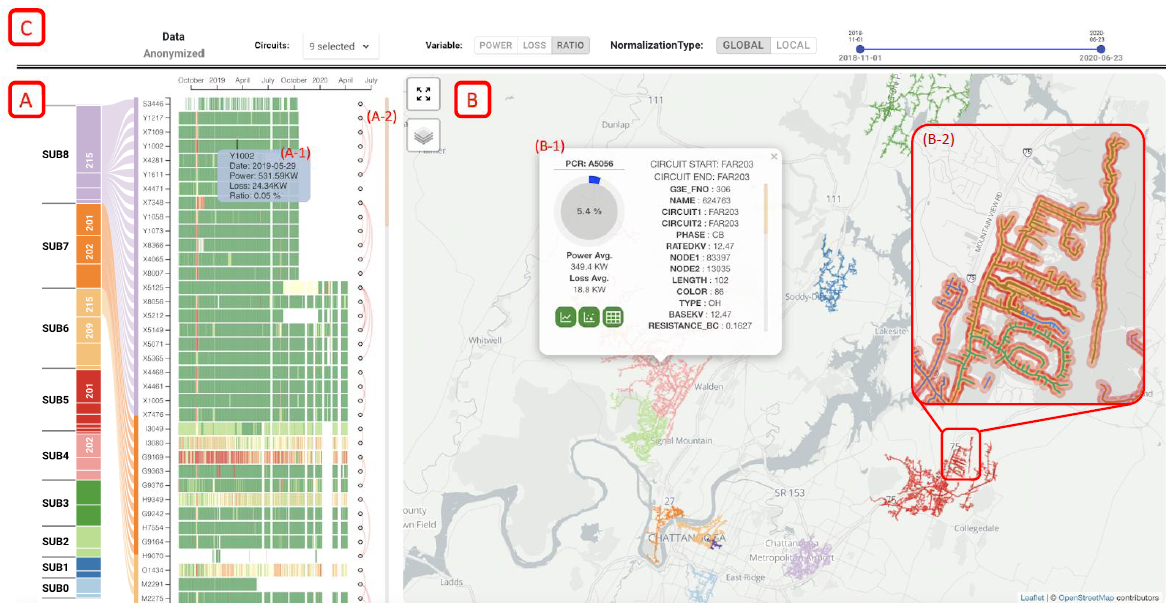 C
Data
Anonymized
Circuits:
9 selected
Variable:
POWER LOSS RATIO
NormalizationType:
GLOBAL LOCAL
2018-11-01
2020-06-23
2018-11-01
2020-06-23
A
October 2019 April July October 2020 April July
SUB8
SUB7
SUB6
SUB5
SUB4
SUB3
SUB2
SUB1
SUB0
215
201
202
215
209
201
202
S3446
Y1217
X7109
Y1002
X4281
Y1611
X4471
X7348
Y1058
Y1073
X8366
X4065
X8007
X5125
X8056
X5212
X5149
X5071
X5365
X4468
X4461
X1005
X7476
I3049
I3080
G9169
G9363
G9376
H9349
G9200
H7554
G9242
G9164
H9070
O1434
M2291
M2275
(A-1)
Y1002
Date: 2019-05-29
Power: 531.59KW
Loss: 24.34KW
Ratio: 0.05 %
(A-2)
B
(B-1)
PCR: A5056
5.4 %
Power Avg.
349.4 KW
Loss Avg.
18.8 KW
×
CIRCUIT START: FAR203
CIRCUIT END: FAR203
G3E_FNO : 306
NAME : 624763
CIRCUIT1 : FAR203
CIRCUIT2 : FAR203
PHASE : CB
RATEDKV : 12.47
NODE1 : 83397
NODE2 : 13035
LENGTH : 102
COLOR : 86
TYPE : OH
BASEKV : 12.47
RESISTANCE_BC : 0.1627
(B-2)
MOUNTAIN VIEW RD
75
75
111
Dunlap
111
Soddy-Daisy
Lakesite
Whitwell
Walden
Signal Mountain
75
75
SR 153
27
Collegedale
CHATTANOOGA
Metropolitan Airport
East Ridge
Ladds
Leaflet | © OpenStreetMap contributors